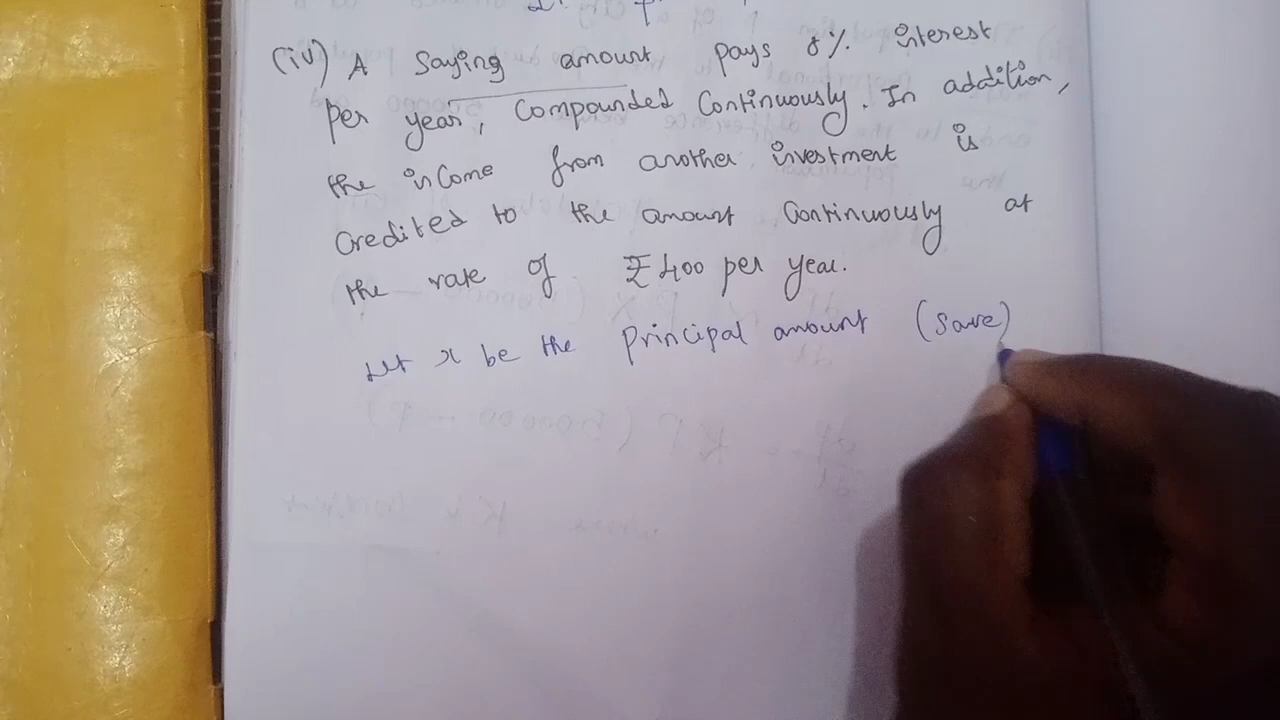 (iv) A Saying amount pays 8% interest
per year, compounded continuously. In addition,
the income from another investment is
credited to the amount continuously at
the rate of ₹400 per year.
Let x be the principal amount (save)